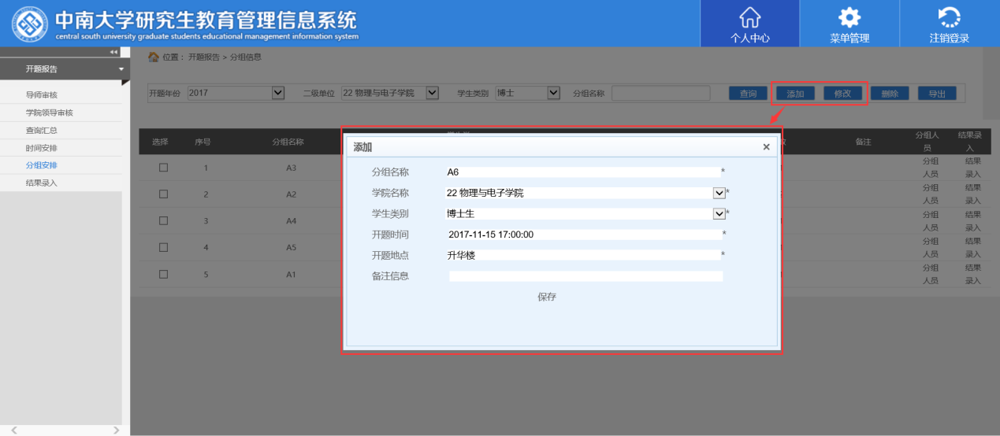 中南大学研究生教育管理信息系统
central south university graduate students educational management information system
个人中心
菜单管理
注销登录
开题报告
导师审核
学院领导审核
查询汇总
时间安排
分组安排
结果录入
位置: 开题报告 > 分组信息
开题年份 2017 二级单位 22 物理与电子学院 学生类别 博士 分组名称 查询 添加 修改 删除 导出
选择 序号 分组名称 备注 分组人员 结果录入
1 A3 分组人员 结果录入
2 A2 分组人员 结果录入
3 A4 分组人员 结果录入
4 A5 分组人员 结果录入
5 A1 分组人员 结果录入
添加 ×
分组名称 A6 *
学院名称 22 物理与电子学院 *
学生类别 博士生 *
开题时间 2017-11-15 17:00:00 *
开题地点 升华楼 *
备注信息
保存